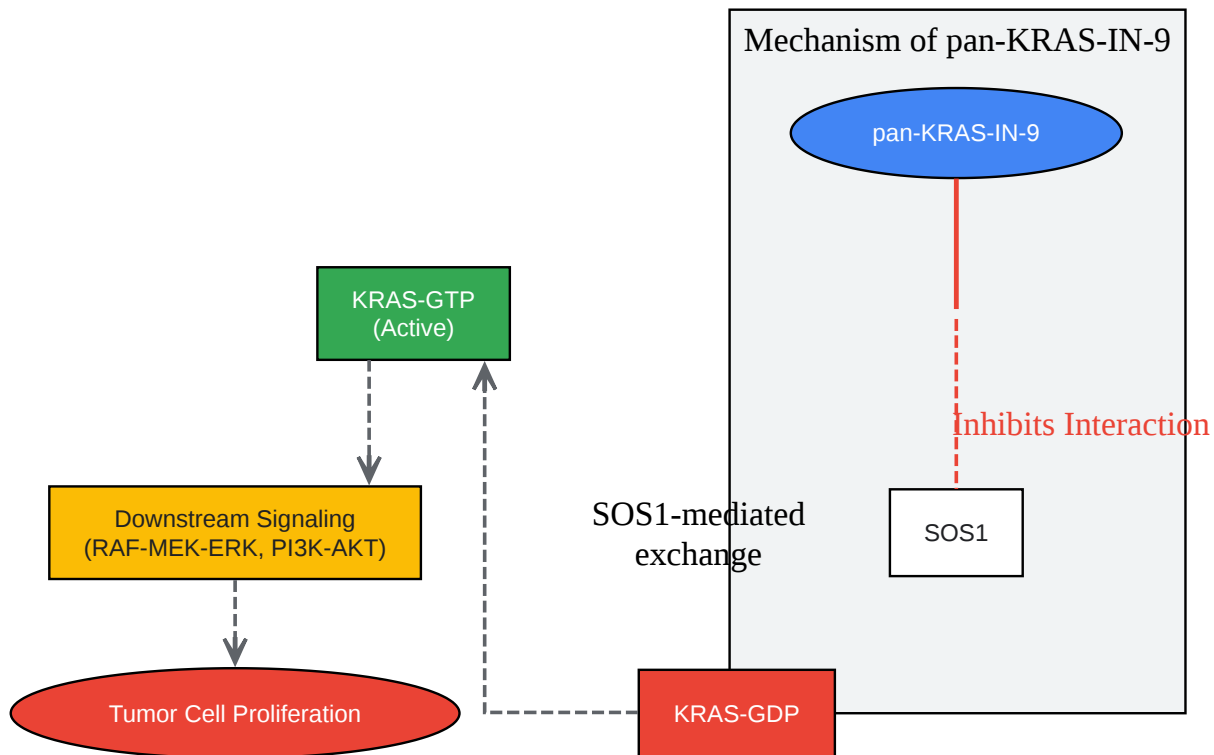 Mechanism of pan-KRAS-IN-9
pan-KRAS-IN-9
KRAS-GTP
(Active)
Inhibits Interaction
Downstream Signaling
(RAF-MEK-ERK, PI3K-AKT)
SOS1-mediated
exchange
SOS1
Tumor Cell Proliferation
KRAS-GDP